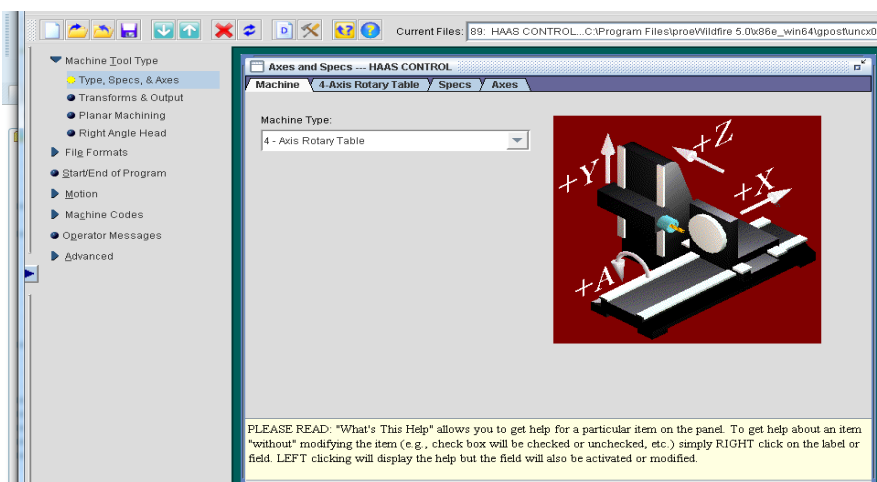 Current Files: 89: HAAS CONTROL...C:\Program Files\proeWildfire 5.0\x86e_win64\gpost\uncx0
Machine Tool Type
Type, Specs, & Axes
Transforms & Output
Planar Machining
Right Angle Head
File Formats
Start/End of Program
Motion
Machine Codes
Operator Messages
Advanced
Axes and Specs --- HAAS CONTROL
Machine 4-Axis Rotary Table Specs Axes
Machine Type:
4 - Axis Rotary Table
+Z
+Y
+X
+A
PLEASE READ: "What's This Help" allows you to get help for a particular item on the panel. To get help about an item
"without" modifying the item (e.g., check box will be checked or unchecked, etc.) simply RIGHT click on the label or
field. LEFT clicking will display the help but the field will also be activated or modified.